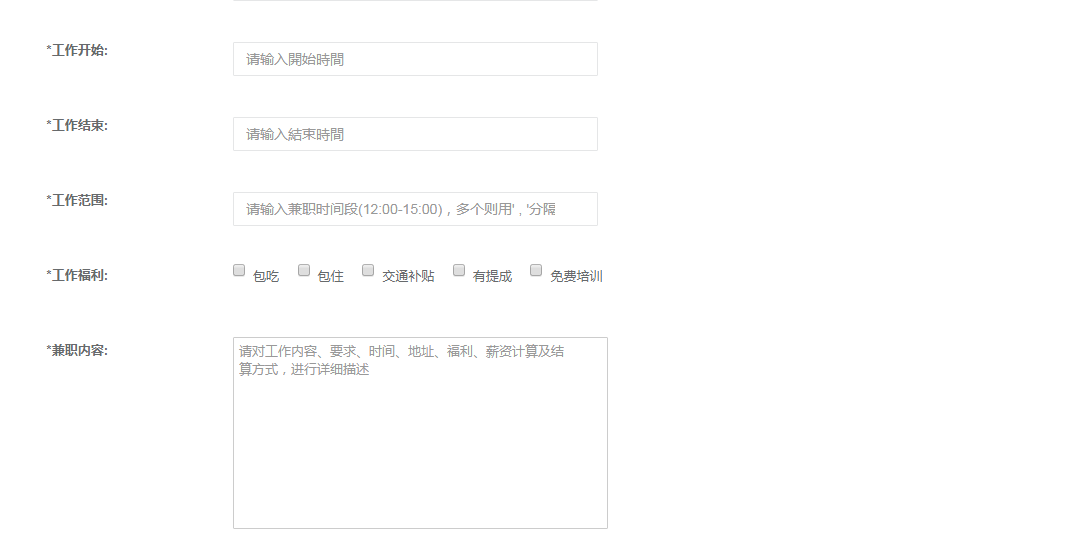 *工作开始:
请输入開始時間
*工作结束:
请输入結束時間
*工作范围:
请输入兼职时间段(12:00-15:00)，多个则用' , '分隔
*工作福利:
包吃 包住 交通补贴 有提成 免费培训
*兼职内容:
请对工作内容、要求、时间、地址、福利、薪资计算及结
算方式，进行详细描述